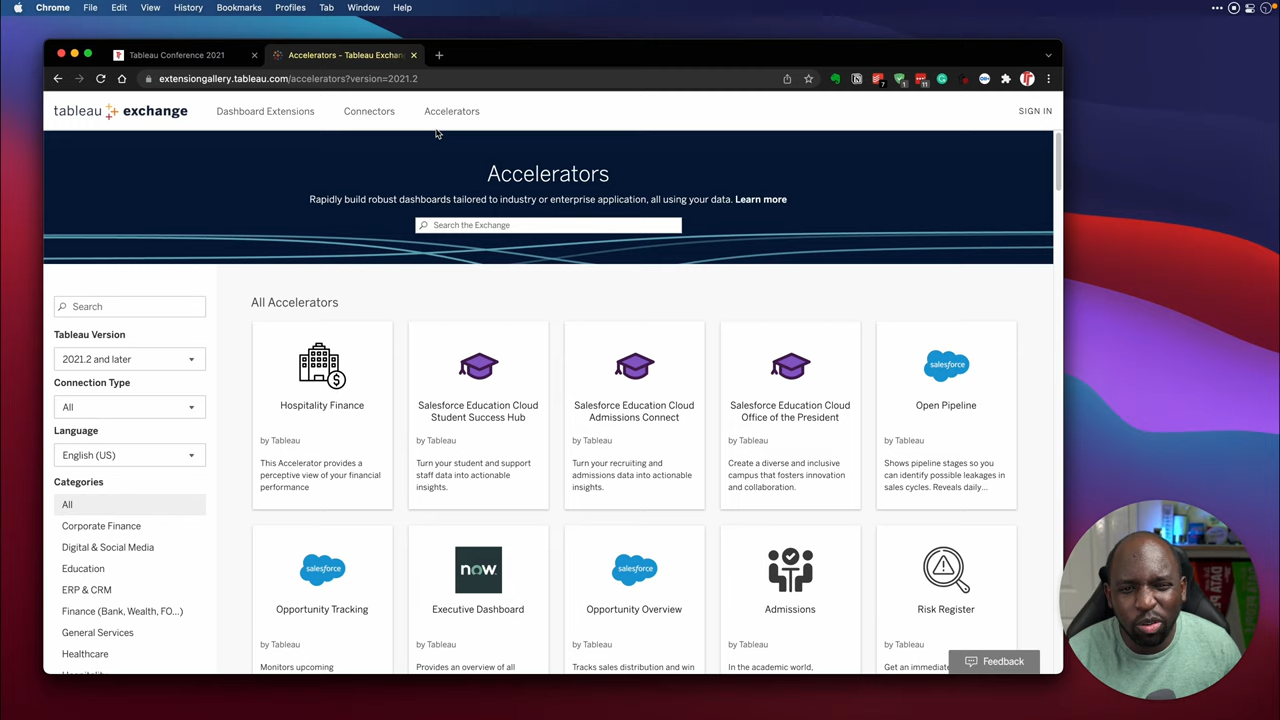 Chrome File Edit View History Bookmarks Profiles Tab Window Help
Tableau Conference 2021
Accelerators - Tableau Exchan
extensiongallery.tableau.com/accelerators?version=2021.2
tableau exchange
Dashboard Extensions
Connectors
Accelerators
SIGN IN
Accelerators
Rapidly build robust dashboards tailored to industry or enterprise application, all using your data. Learn more
Search the Exchange
Search
Tableau Version
2021.2 and later
Connection Type
All
Language
English (US)
Categories
All
Corporate Finance
Digital & Social Media
Education
ERP & CRM
Finance (Bank, Wealth, FO...)
General Services
Healthcare
All Accelerators
Hospitality Finance
by Tableau
This Accelerator provides a
perceptive view of your financial
performance
Salesforce Education Cloud
Student Success Hub
by Tableau
Turn your student and support
staff data into actionable
insights.
Salesforce Education Cloud
Admissions Connect
by Tableau
Turn your recruiting and
admissions data into actionable
insights.
Salesforce Education Cloud
Office of the President
by Tableau
Create a diverse and inclusive
campus that fosters innovation
and collaboration.
salesforce
Open Pipeline
by Tableau
Shows pipeline stages so you
can identify possible leakages in
sales cycles. Reveals daily...
salesforce
Opportunity Tracking
by Tableau
Monitors upcoming
now.
Executive Dashboard
by Tableau
Provides an overview of all
salesforce
Opportunity Overview
by Tableau
Tracks sales distribution and win
Admissions
by Tableau
In the academic world,
Risk Register
by Tableau
Get an immediate
Feedback